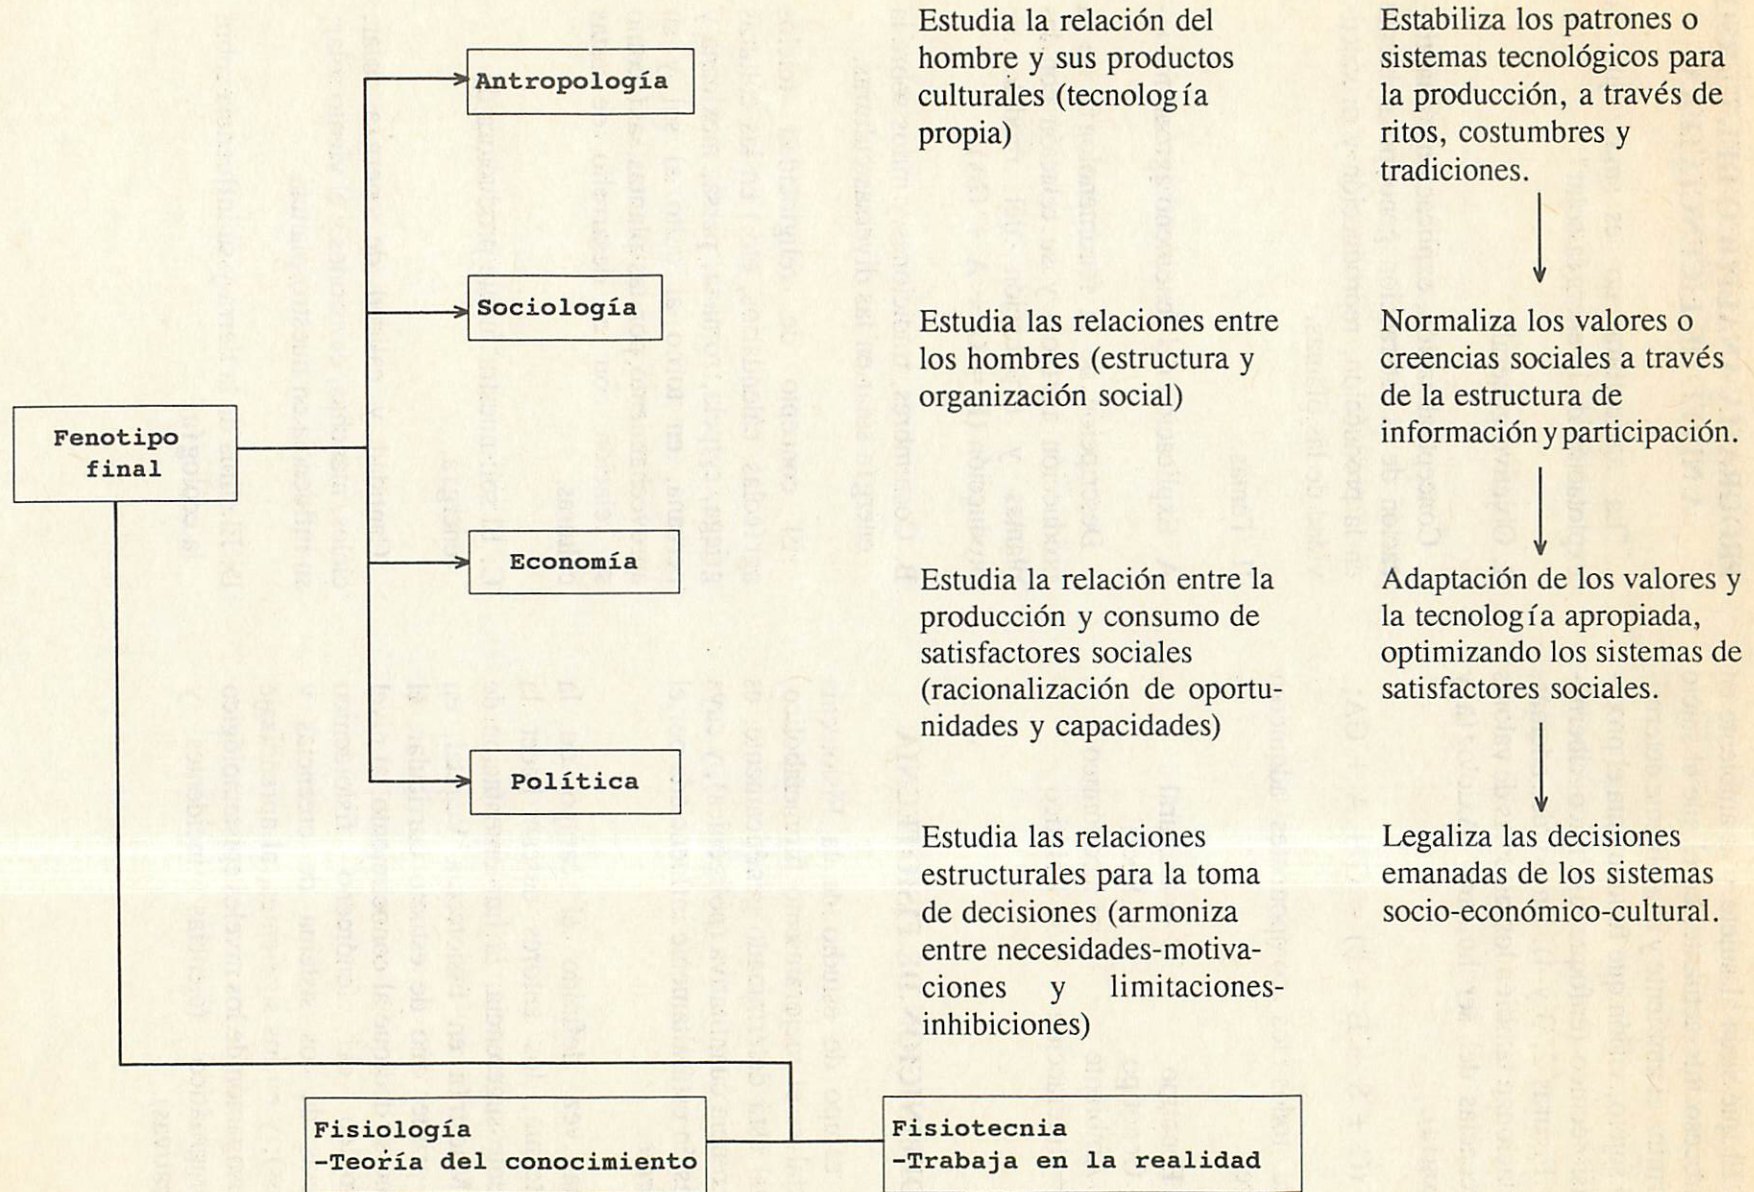 Estudia la relación del
hombre y sus productos
culturales (tecnología
propia)
Estabiliza los patrones o
sistemas tecnológicos para
la producción, a través de
ritos, costumbres y
tradiciones.
Antropología
Sociología
Estudia las relaciones entre
los hombres (estructura y
organización social)
Normaliza los valores o
creencias sociales a través
de la estructura de
información y participación.
Fenotipo
final
Economía
Estudia la relación entre la
producción y consumo de
satisfactores sociales
(racionalización de oportu-
nidades y capacidades)
Adaptación de los valores y
la tecnología apropiada,
optimizando los sistemas de
satisfactores sociales.
Política
Estudia las relaciones
estructurales para la toma
de decisiones (armoniza
entre necesidades-motiva-
ciones y limitaciones-
inhibiciones)
Legaliza las decisiones
emanadas de los sistemas
socio-económico-cultural.
Fisiología
-Teoría del conocimiento
Fisiotecnia
-Trabaja en la realidad